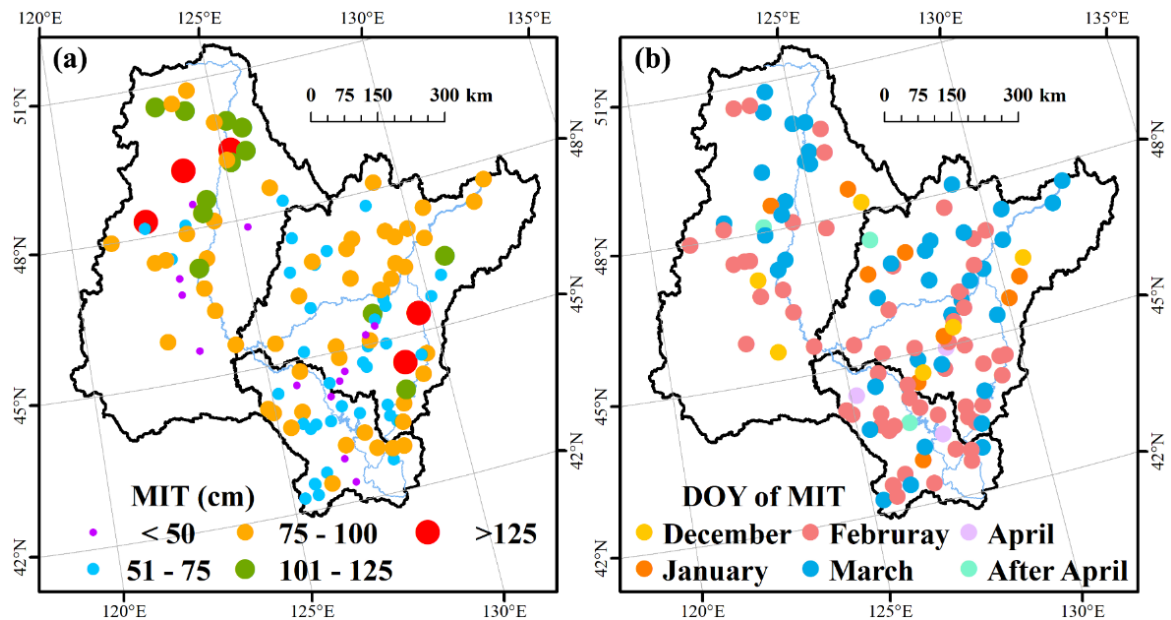 120°E 125°E 130°E 120°E 125°E 130°E
(a) (b)
0 75 150 300 km 0 75 150 300 km
51°N 48°N 51°N 48°N
48°N 45°N 48°N 45°N
45°N 42°N 45°N 42°N
42°N 42°N
MIT (cm) DOY of MIT
< 50 75 - 100 >125 December Februray April
51 - 75 101 - 125 January March After April
120°E 125°E 130°E 120°E 125°E 130°E